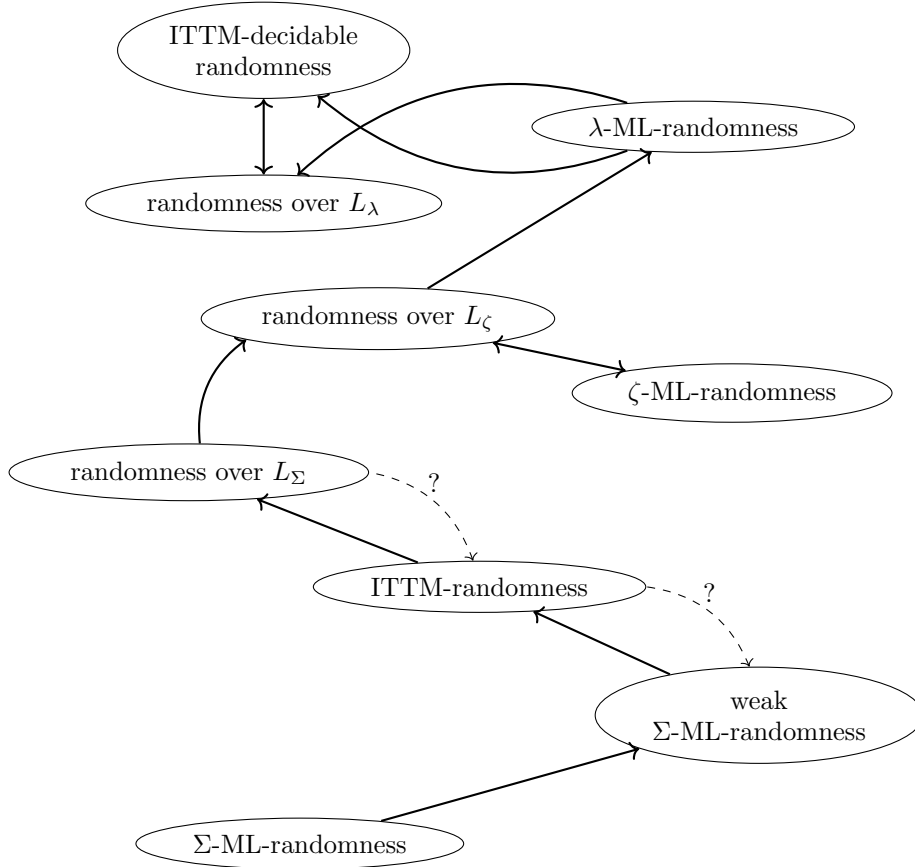 ITTM-decidable
randomness
λ-ML-randomness
randomness over L_λ
randomness over L_ζ
ζ-ML-randomness
randomness over L_Σ
?
ITTM-randomness
?
weak
Σ-ML-randomness
Σ-ML-randomness